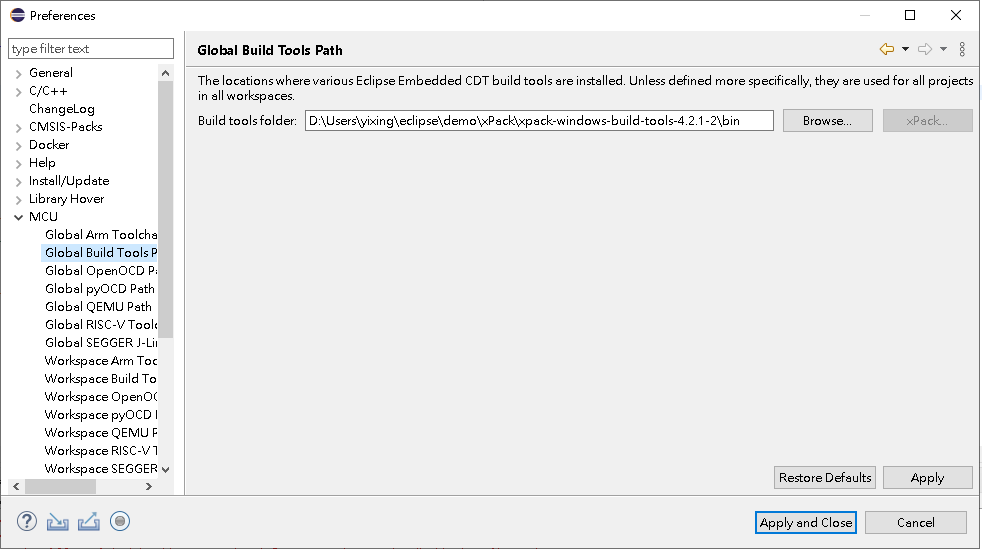 Preferences
type filter text
General
C/C++
ChangeLog
CMSIS-Packs
Docker
Help
Install/Update
Library Hover
MCU
Global Arm Toolcha
Global Build Tools P
Global OpenOCD Pa
Global pyOCD Path
Global QEMU Path
Global RISC-V Toolc
Global SEGGER J-Lin
Workspace Arm Too
Workspace Build To
Workspace OpenOC
Workspace pyOCD P
Workspace QEMU P
Workspace RISC-V T
Workspace SEGGER
Global Build Tools Path
The locations where various Eclipse Embedded CDT build tools are installed. Unless defined more specifically, they are used for all projects
in all workspaces.
Build tools folder: D:\Users\yixing\eclipse\demo\xPack\xpack-windows-build-tools-4.2.1-2\bin Browse... xPack...
Restore Defaults Apply
Apply and Close Cancel